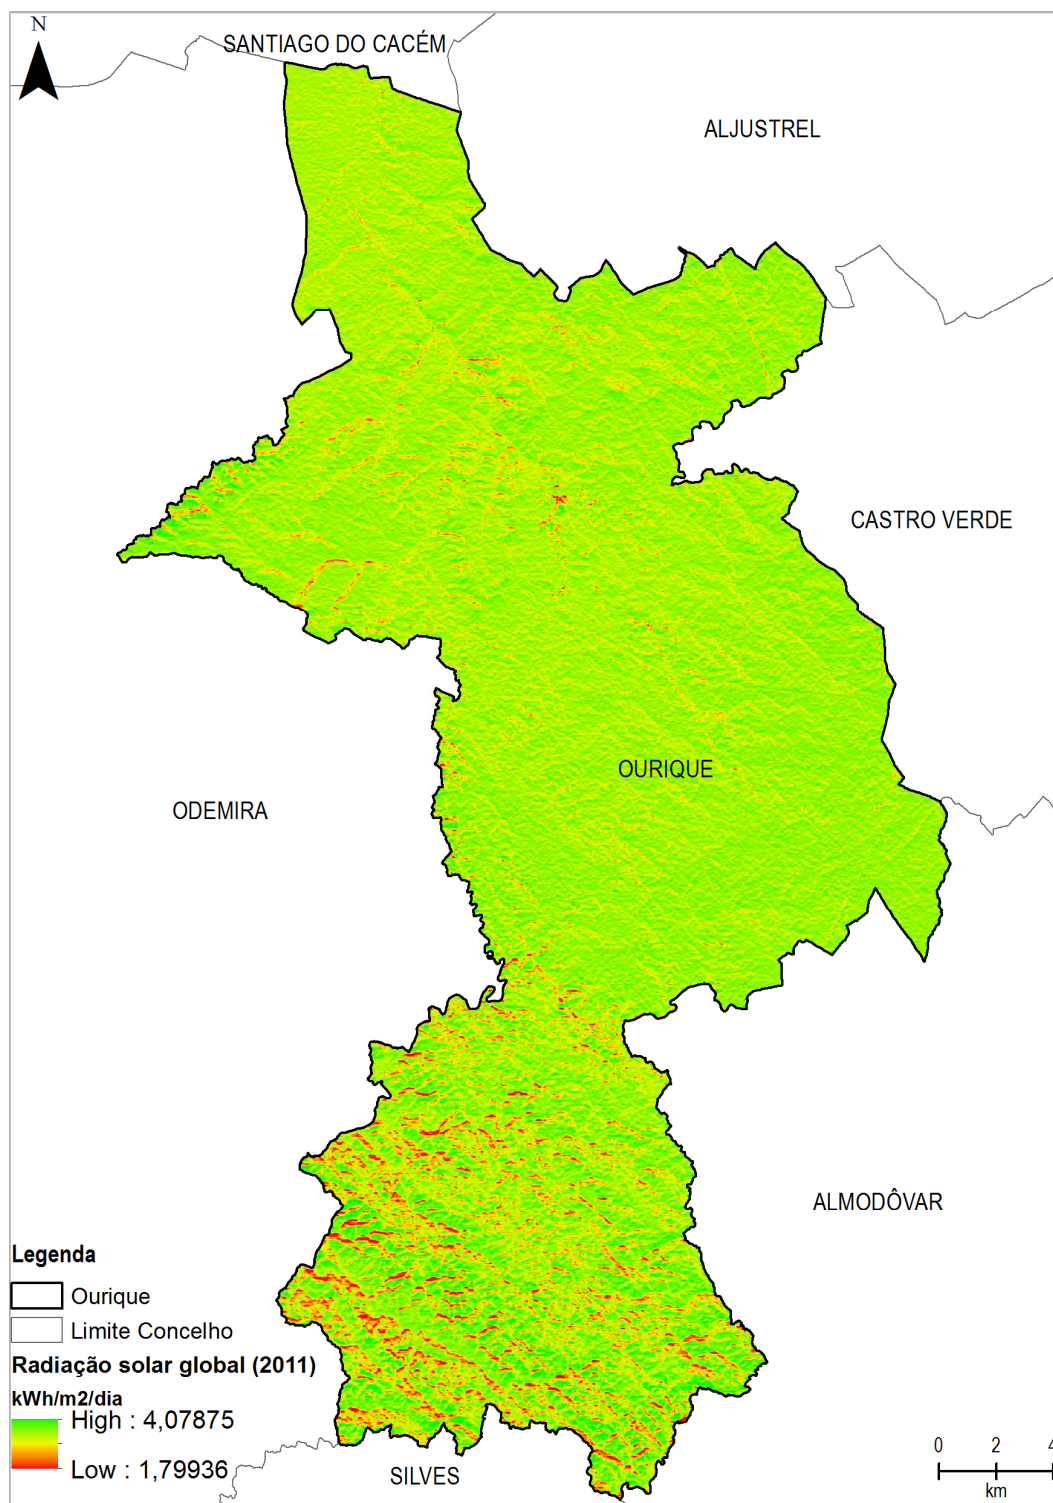 N
SANTIAGO DO CACÉM
ALJUSTREL
CASTRO VERDE
OURIQUE
ODEMIRA
ALMODÔVAR
Legenda
Ourique
Limite Concelho
Radiação solar global (2011)
kWh/m2/dia
High : 4,07875
Low : 1,79936
SILVES
0 2 4
km